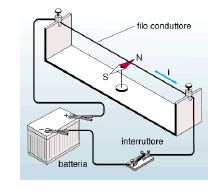 filo conduttore
N
S
i
+
−
interruttore
batteria